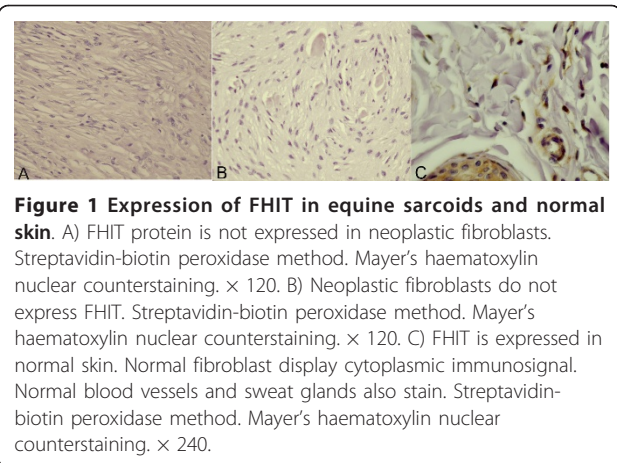 A B C
Figure 1 Expression of FHIT in equine sarcoids and normal
skin. A) FHIT protein is not expressed in neoplastic fibroblasts.
Streptavidin-biotin peroxidase method. Mayer's haematoxylin
nuclear counterstaining. × 120. B) Neoplastic fibroblasts do not
express FHIT. Streptavidin-biotin peroxidase method. Mayer's
haematoxylin nuclear counterstaining. × 120. C) FHIT is expressed in
normal skin. Normal fibroblast display cytoplasmic immunosignal.
Normal blood vessels and sweat glands also stain. Streptavidin-
biotin peroxidase method. Mayer's haematoxylin nuclear
counterstaining. × 240.